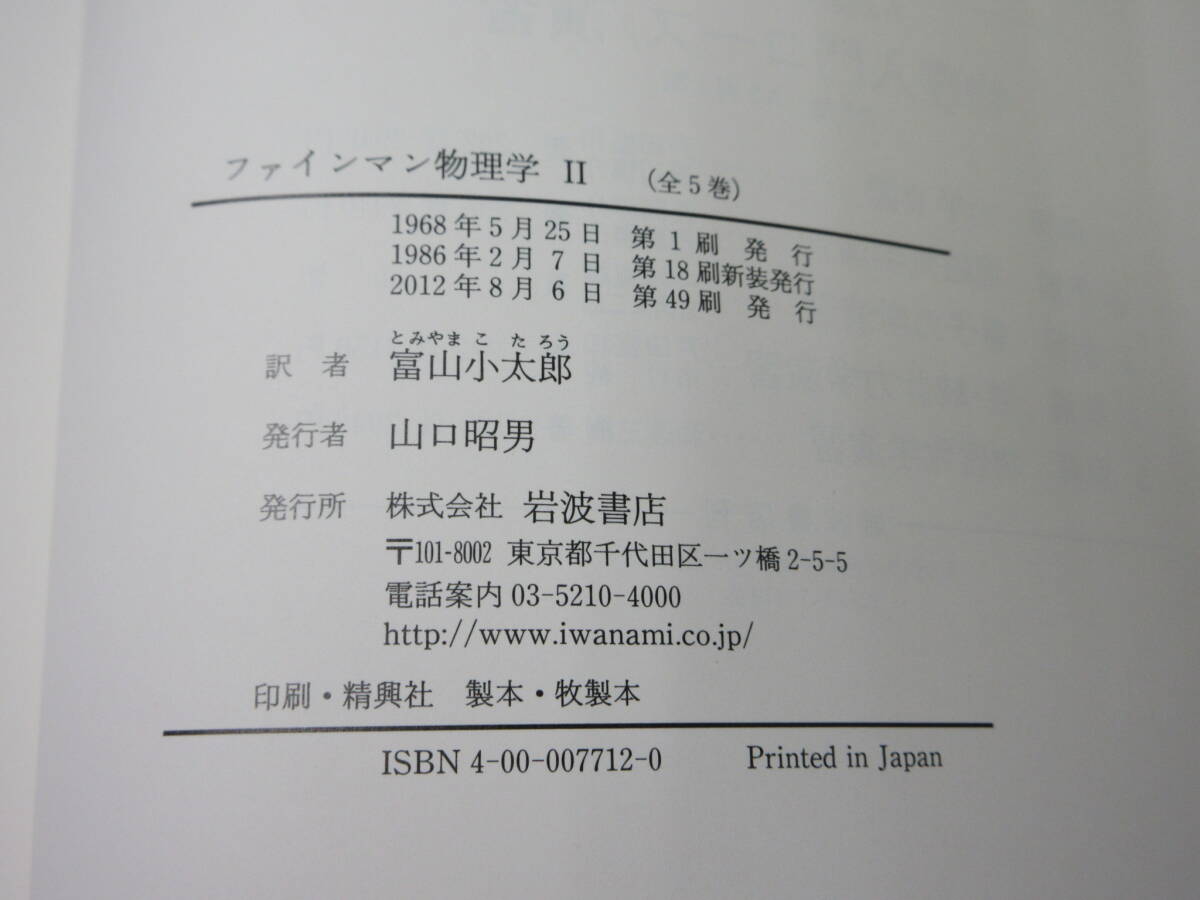 ファインマン物理学 II (全5巻)
1968年5月25日 第1刷 発行
1986年2月7日 第18刷新装発行
2012年8月6日 第49刷 発行
とみやま こ た ろう
訳者 富山小太郎
発行者 山口昭男
発行所 株式会社 岩波書店
〒101-8002 東京都千代田区一ツ橋2-5-5
電話案内 03-5210-4000
http://www.iwanami.co.jp/
印刷・精興社 製本・牧製本
ISBN 4-00-007712-0 Printed in Japan